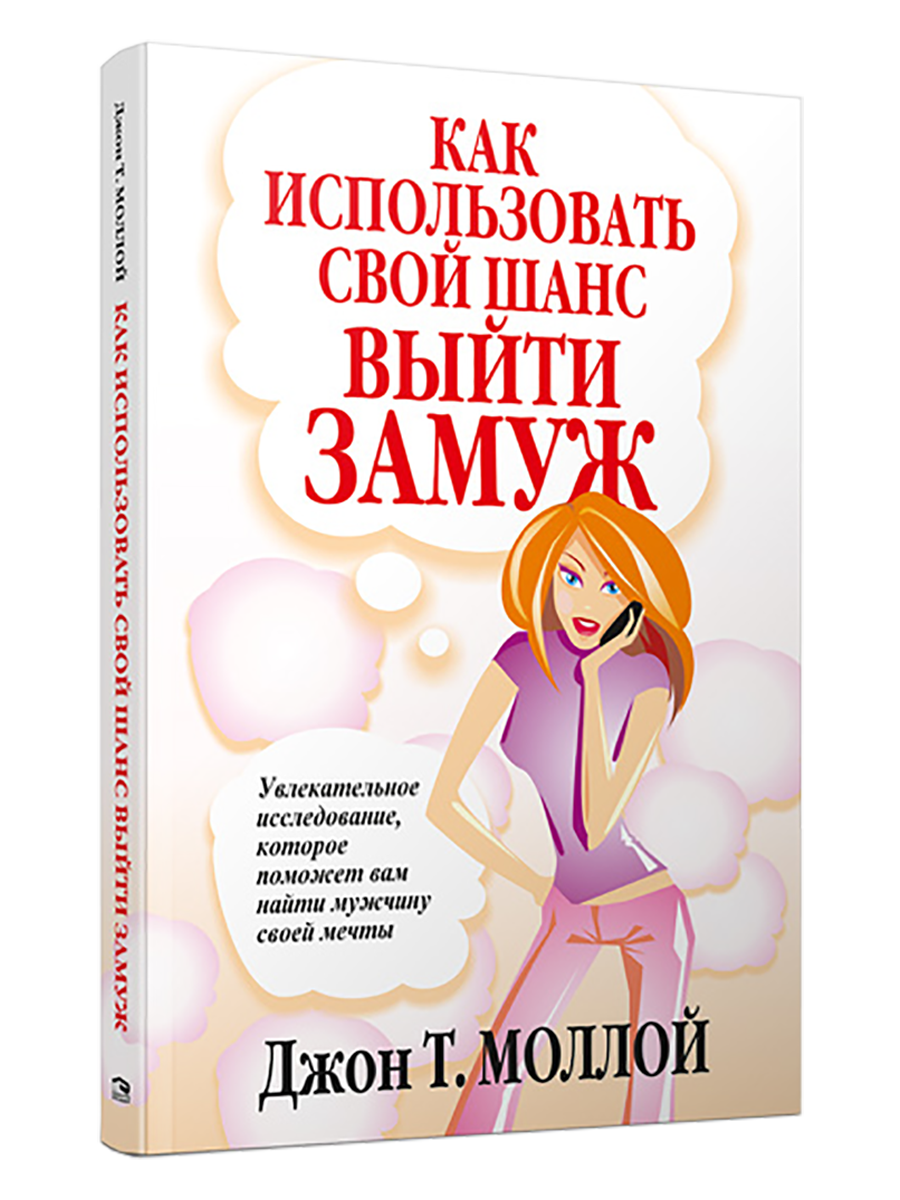 КАК
ИСПОЛЬЗОВАТЬ
СВОЙ ШАНС
ВЫЙТИ
ЗАМУЖ
Увлекательное
исследование,
которое
поможет вам
найти мужчину
своей мечты
Джон Т. МОЛЛОЙ
Джон Т. МОЛЛОЙ КАК ИСПОЛЬЗОВАТЬ СВОЙ ШАНС ВЫЙТИ ЗАМУЖ